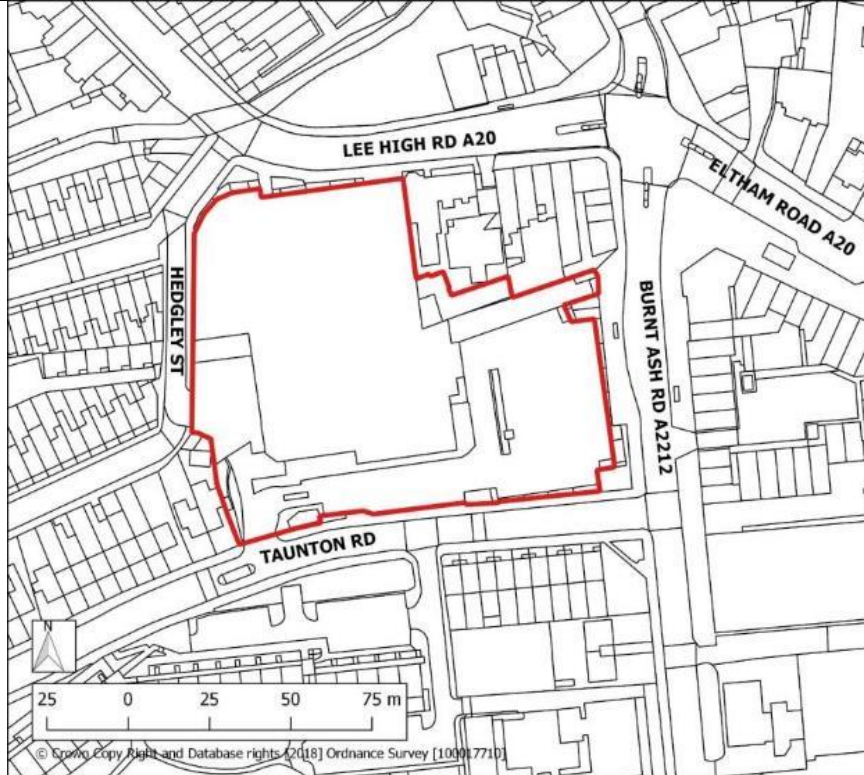 LEE HIGH RD A20
ELTHAM ROAD A20
HEDGLEY ST
BURNT ASH RD A2212
TAUNTON RD
N
25 0 25 50 75 m
© Crown Copy Right and Database rights [2018] Ordnance Survey [100017710]